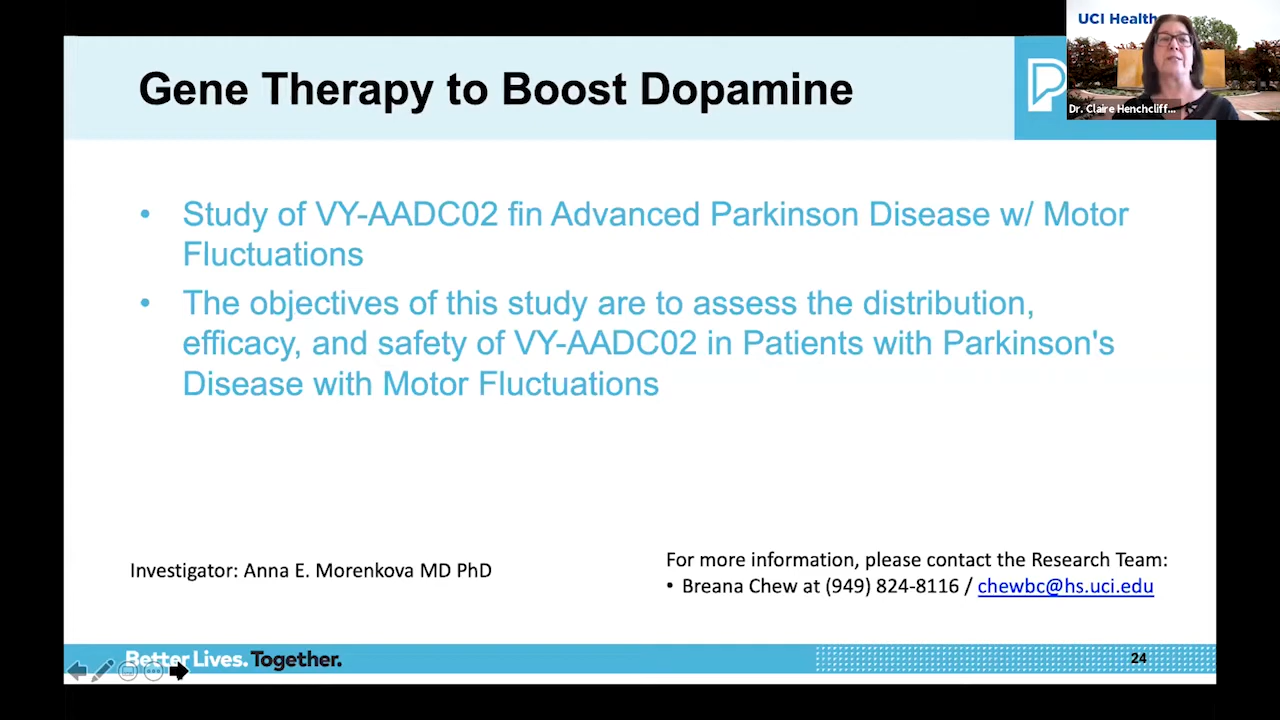 UCI Health
Dr. Claire Henchcliff...
Gene Therapy to Boost Dopamine
P
• Study of VY-AADC02 fin Advanced Parkinson Disease w/ Motor
Fluctuations
• The objectives of this study are to assess the distribution,
efficacy, and safety of VY-AADC02 in Patients with Parkinson's
Disease with Motor Fluctuations
Investigator: Anna E. Morenkova MD PhD
For more information, please contact the Research Team:
• Breana Chew at (949) 824-8116 / chewbc@hs.uci.edu
Better Lives. Together.
24